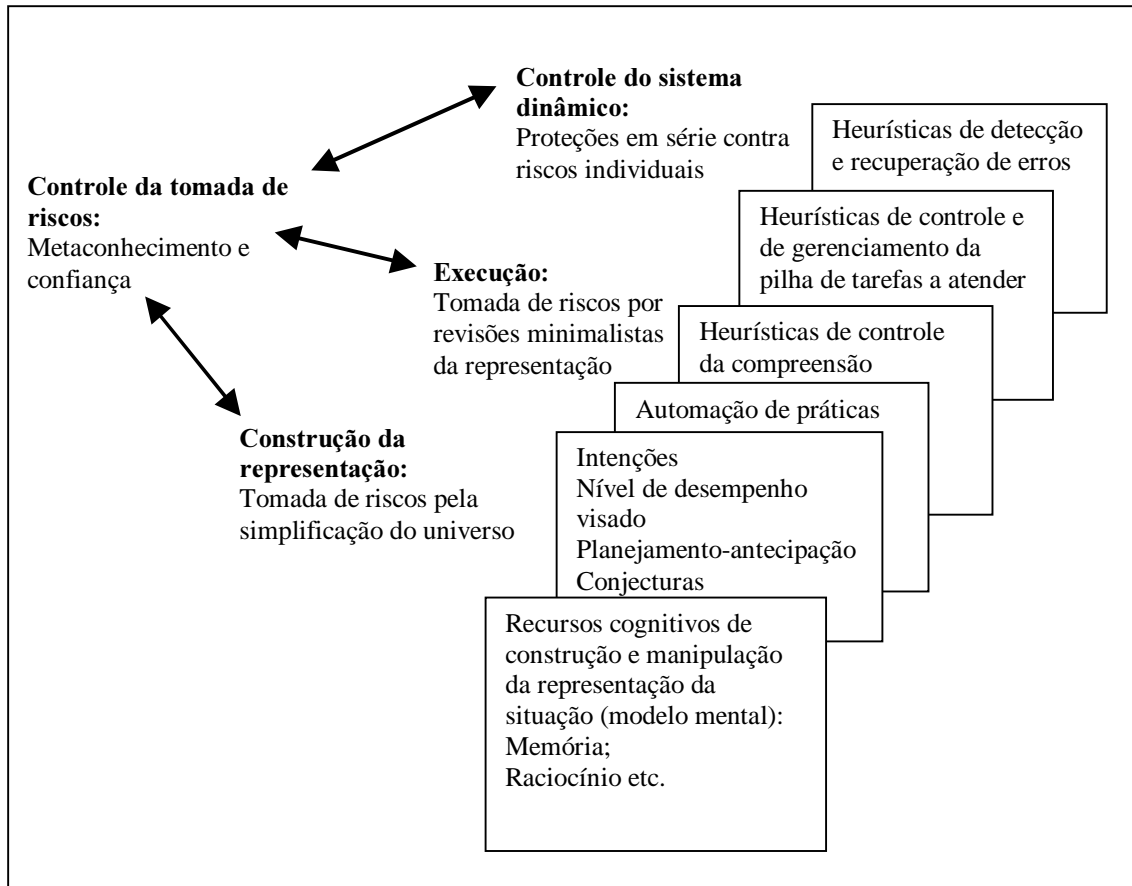 Controle do sistema
dinâmico:
Proteções em série contra
riscos individuais
Controle da tomada de
riscos:
Metaconhecimento e
confiança
Execução:
Tomada de riscos por
revisões minimalistas
da representação
Construção da
representação:
Tomada de riscos pela
simplificação do universo
Heurísticas de detecção
e recuperação de erros
Heurísticas de controle e
de gerenciamento da
pilha de tarefas a atender
Heurísticas de controle
da compreensão
Automação de práticas
Intenções
Nível de desempenho
visado
Planejamento-antecipação
Conjecturas
Recursos cognitivos de
construção e manipulação
da representação da
situação (modelo mental):
Memória;
Raciocínio etc.